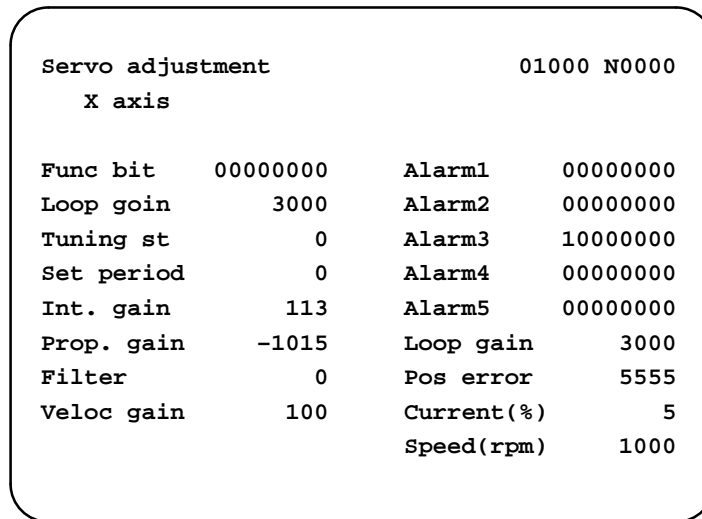 Servo adjustment 01000 N0000
X axis
Func bit 00000000 Alarm1 00000000
Loop goin 3000 Alarm2 00000000
Tuning st 0 Alarm3 10000000
Set period 0 Alarm4 00000000
Int. gain 113 Alarm5 00000000
Prop. gain −1015 Loop gain 3000
Filter 0 Pos error 5555
Veloc gain 100 Current(%) 5
Speed(rpm) 1000